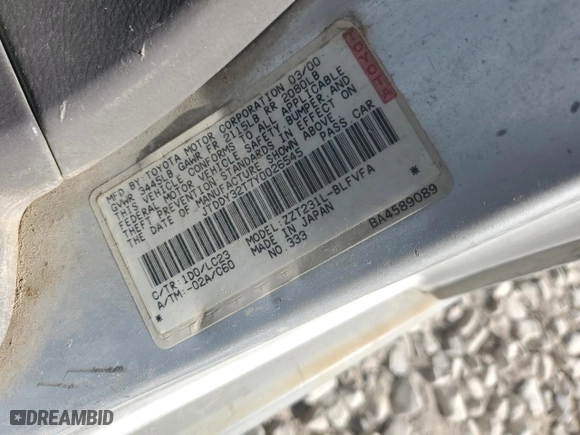 MFD. BY: TOYOTA MOTOR CORPORATION 03/00
GVWR 3445LB GAWR FR 2115LB RR 2080LB
THIS VEHICLE CONFORMS TO ALL APPLICABLE
FEDERAL MOTOR VEHICLE SAFETY, BUMPER, AND
THEFT PREVENTION STANDARDS IN EFFECT ON
THE DATE OF MANUFACTURE SHOWN ABOVE.
JTDDY32T7Y0025545 PASS. CAR
TOYOTA
C/TR: 1D0/LC23
A/TM: -02A/C60
MODEL: ZZT231L-BLFVFA
MADE IN JAPAN
NO. 333
BA4589089
DREAMBID